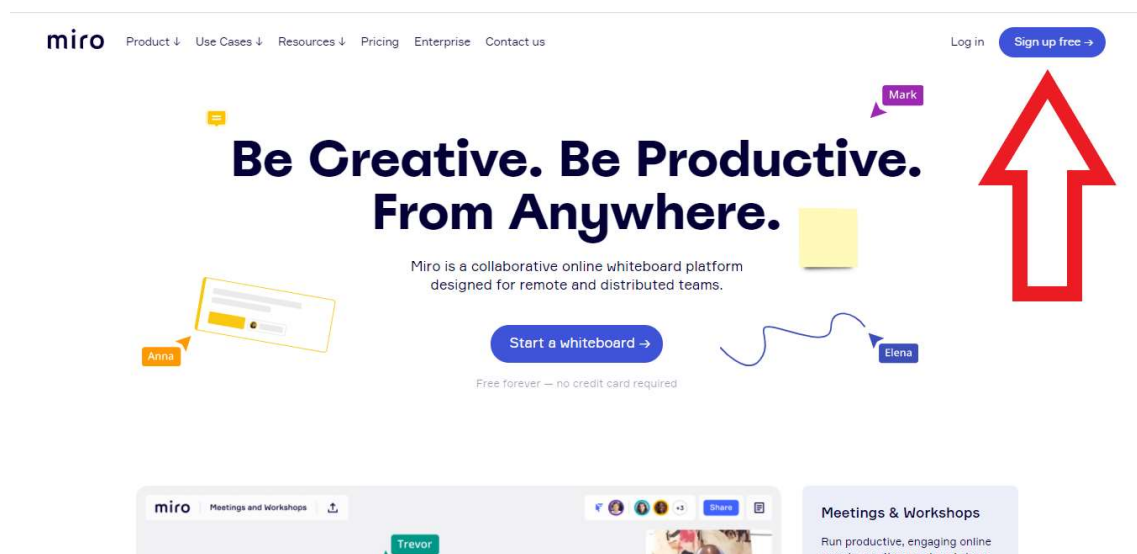 miro Product ↓ Use Cases ↓ Resources ↓ Pricing Enterprise Contact us Log in Sign up free →
Mark
Be Creative. Be Productive.
From Anywhere.
Miro is a collaborative online whiteboard platform
designed for remote and distributed teams.
Start a whiteboard →
Anna
Elena
Free forever — no credit card required
miro Meetings and Workshops +3 Share
Trevor
Meetings & Workshops
Run productive, engaging online